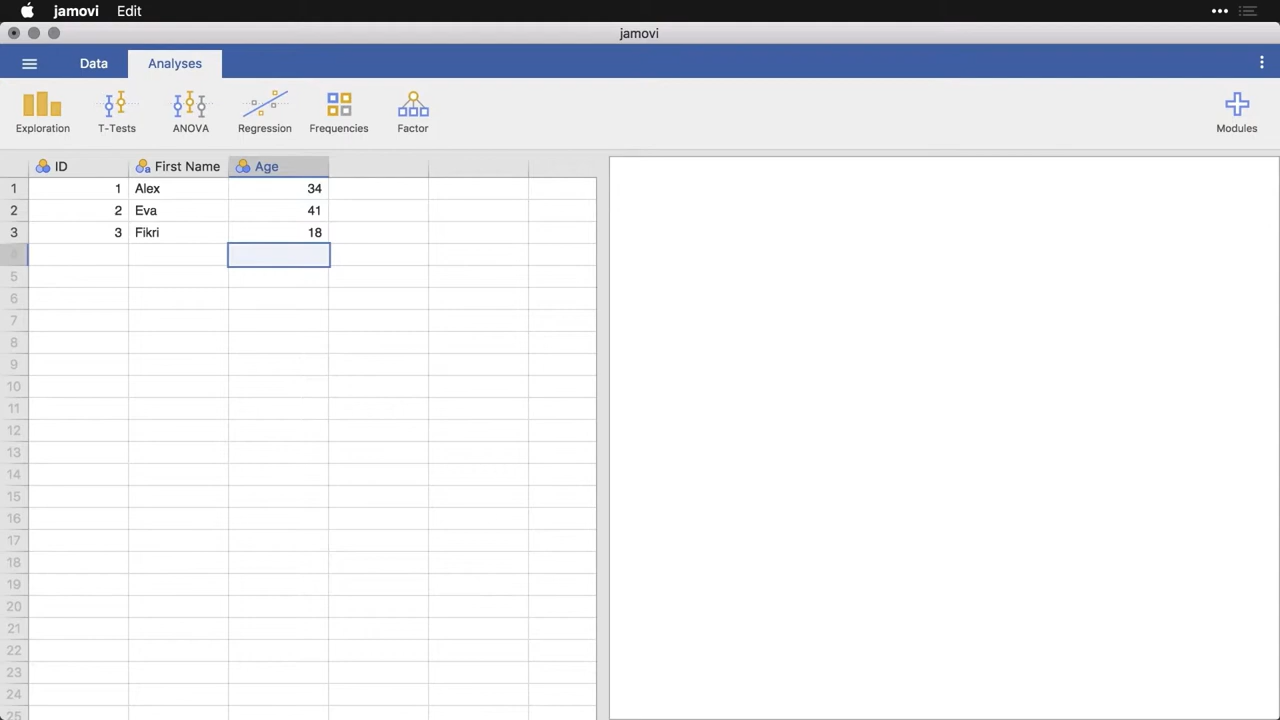 jamovi Edit
jamovi
Data Analyses
Exploration T-Tests ANOVA Regression Frequencies Factor Modules
ID a First Name Age
1 1 Alex 34
2 2 Eva 41
3 3 Fikri 18
5
6
7
8
9
10
11
12
13
14
15
16
17
18
19
20
21
22
23
24
25